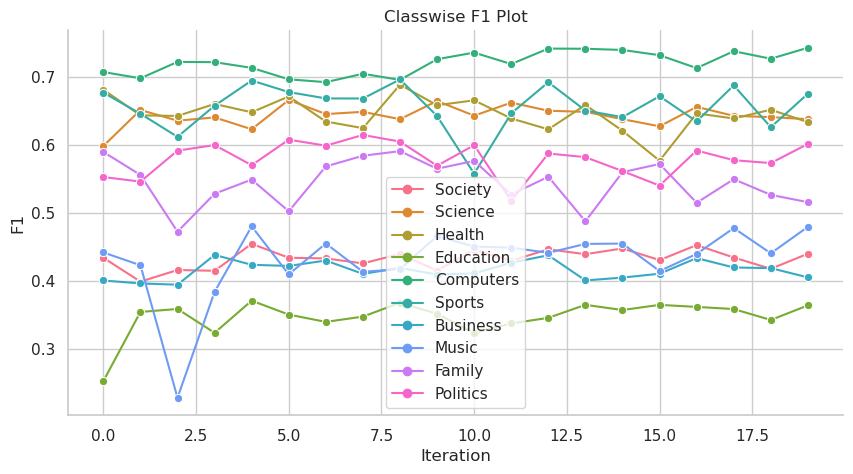 Classwise F1 Plot
F1
0.7
0.6
0.5
0.4
0.3
Society
Science
Health
Education
Computers
Sports
Business
Music
Family
Politics
0.0 2.5 5.0 7.5 10.0 12.5 15.0 17.5
Iteration